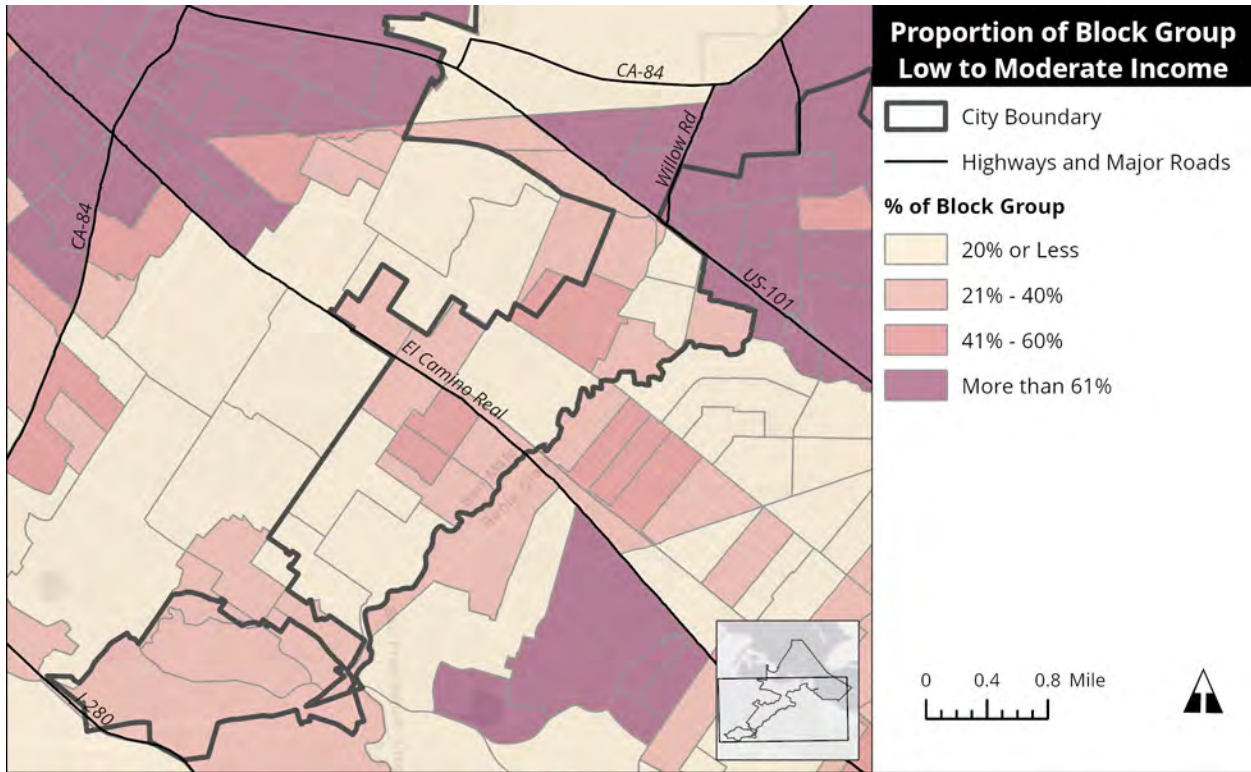 Proportion of Block Group
Low to Moderate Income
City Boundary
Highways and Major Roads
% of Block Group
20% or Less
21% - 40%
41% - 60%
More than 61%
0 0.4 0.8 Mile
CA-84
Willow Rd
CA-84
US-101
El Camino Real
I-280